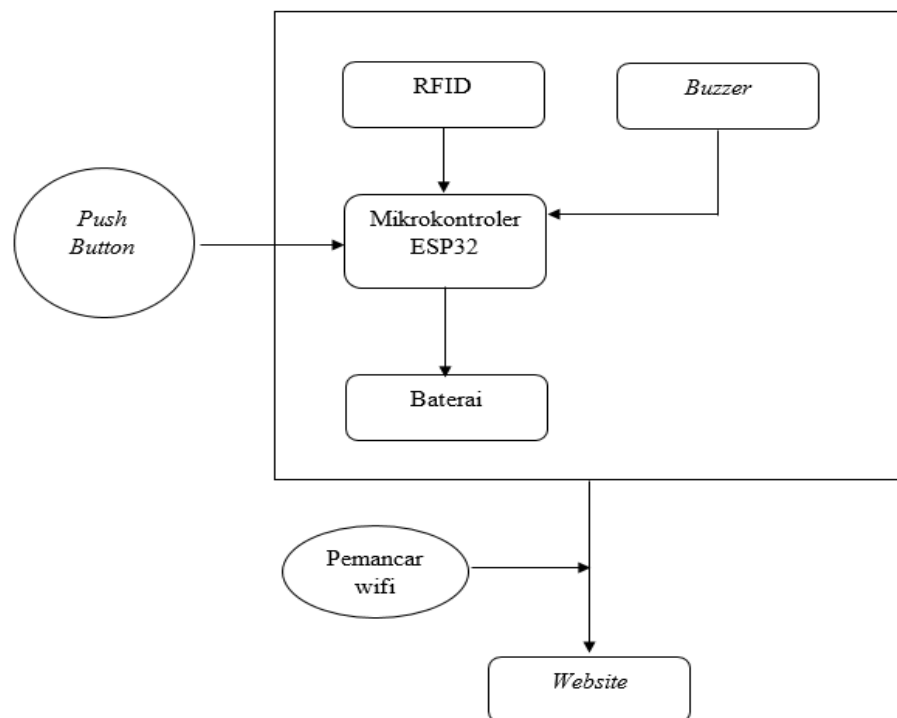 RFID
Buzzer
Push
Button
Mikrokontroler
ESP32
Baterai
Pemancar
wifi
Website